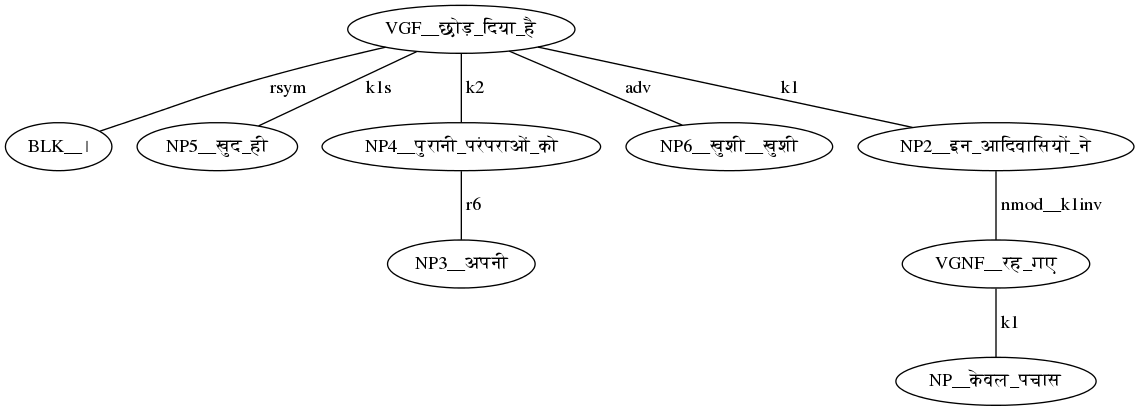 VGF__छोड़_दिया_है
rsym k1s k2 adv k1
BLK__। NP5__खुद_ही NP4__पुरानी_परंपराओं_को NP6__खुशी__खुशी NP2__इन_आदिवासियों_ने
r6 nmod__k1inv
NP3__अपनी VGNF__रह_गए
k1
NP__केवल_पचास